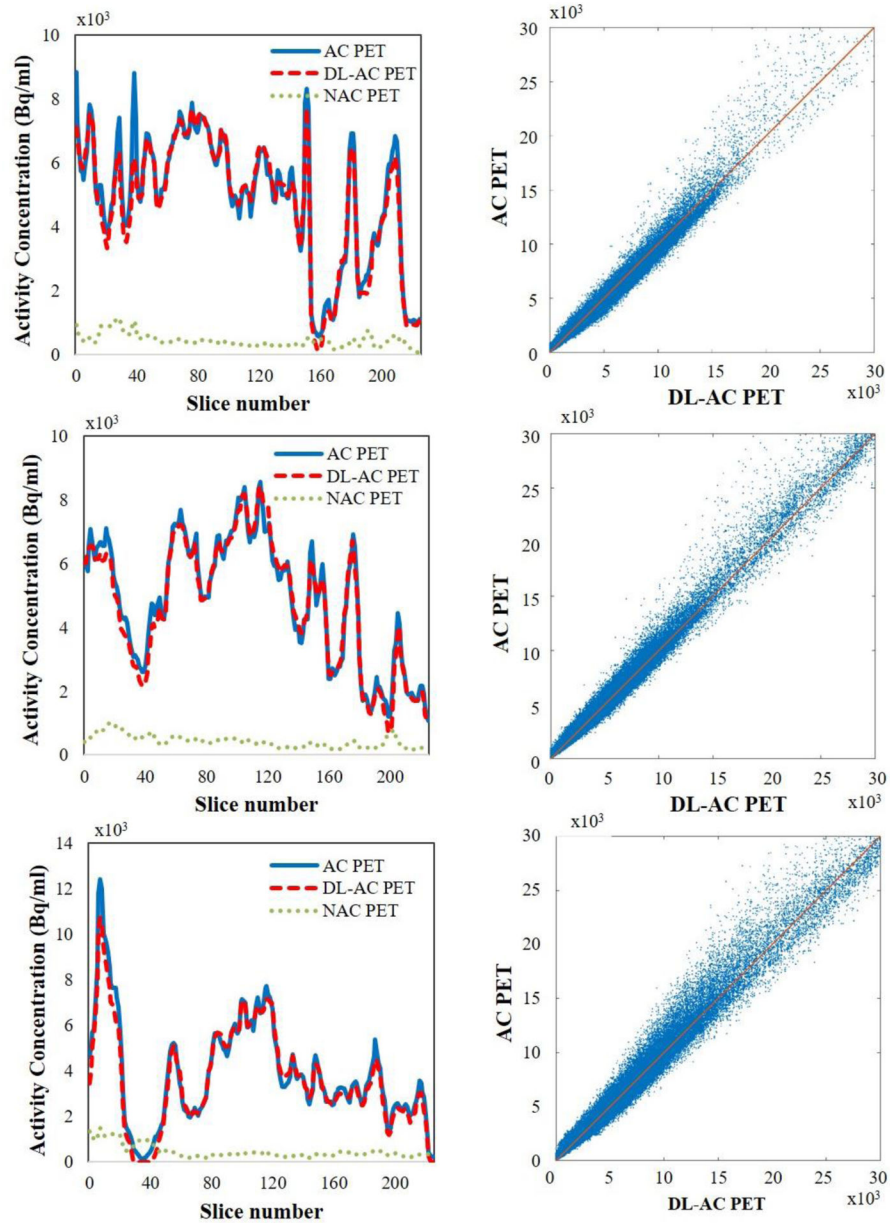 x10³
10
8
6
4
2
0
0 40 80 120 160 200
Activity Concentration (Bq/ml)
Slice number
AC PET
DL-AC PET
NAC PET
x10³
30
25
20
15
10
5
0
0 5 10 15 20 25 30
AC PET
DL-AC PET
x10³
x10³
10
8
6
4
2
0
0 40 80 120 160 200
Activity Concentration (Bq/ml)
Slice number
AC PET
DL-AC PET
NAC PET
x10³
30
25
20
15
10
5
0
0 5 10 15 20 25 30
AC PET
DL-AC PET
x10³
x10³
14
12
10
8
6
4
2
0
0 40 80 120 160 200
Activity Concentration (Bq/ml)
Slice number
AC PET
DL-AC PET
NAC PET
x10³
30
25
20
15
10
5
0
0 5 10 15 20 25 30
AC PET
DL-AC PET
x10³